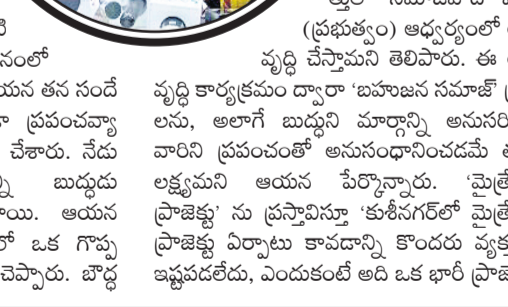 నంలో
యన తన సందే
ప్రపంచవ్యా
చేశారు. నేడు
బుద్ధుడు
ఆయన
ఒక గొప్ప
చెప్పారు. బౌద్ధ
(ప్రభుత్వం) ఆధ్వర్యంలో
వృద్ధి చేస్తామని తెలిపారు. ఈ
వృద్ధి కార్యక్రమం ద్వారా ‘బహుజన సమాజ్’
లను, అలాగే బుద్ధుని మార్గాన్ని అనుసరి
వారిని ప్రపంచంతో అనుసంధానించడమే
లక్ష్యమని ఆయన పేర్కొన్నారు. ‘మైత్రే
ప్రాజెక్టు’ ను ప్రస్తావిస్తూ ‘కుశీనగర్‌లో మైత్రే
ప్రాజెక్టు ఏర్పాటు కావడాన్ని కొందరు వ్యక్త
ఇష్టపడలేదు, ఎందుకంటే అది ఒక భారీ ప్రాజె